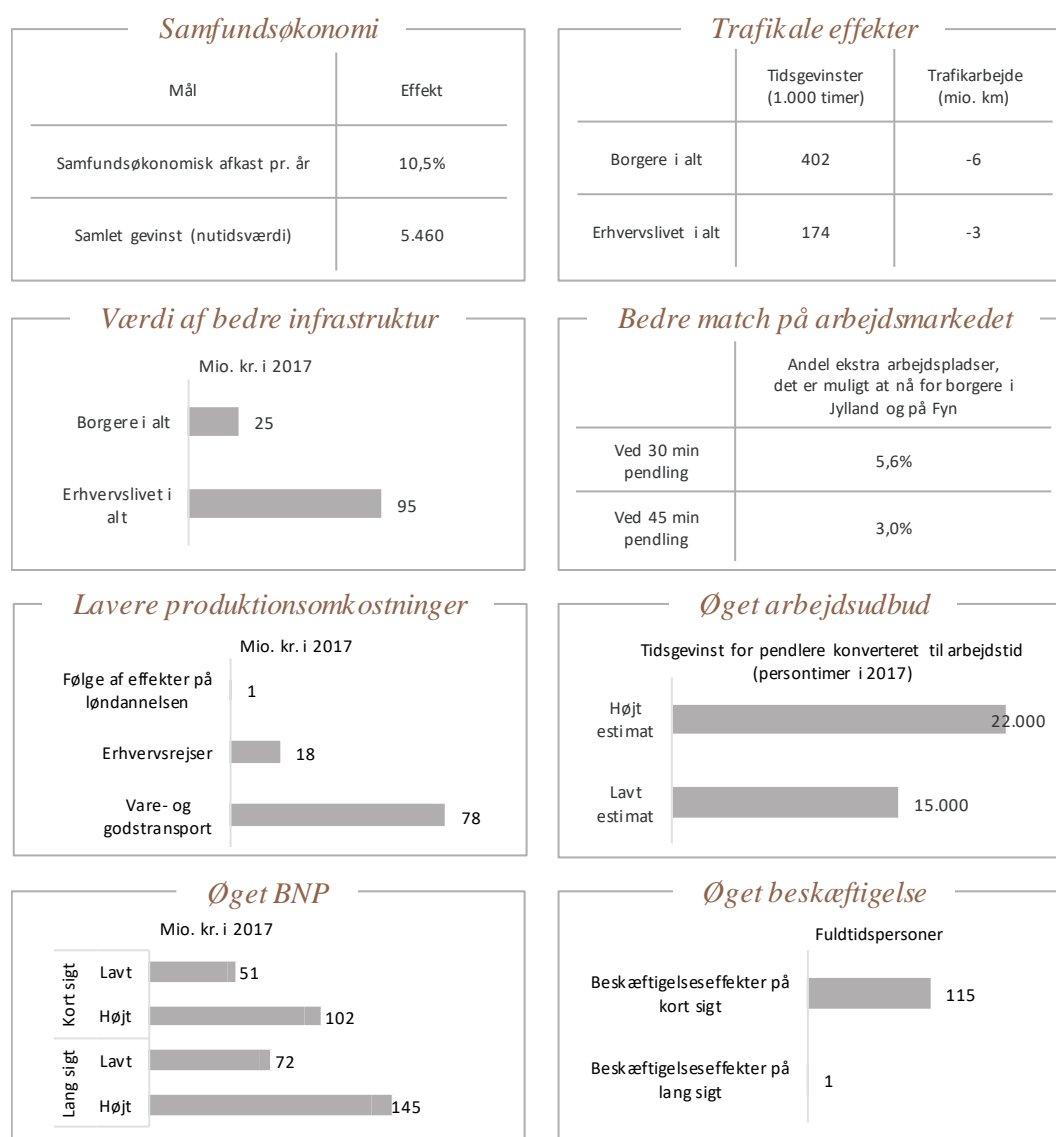 Samfundsøkonomi
Mål Effekt
Samfundsøkonomisk afkast pr. år 10,5%
Samlet gevinst (nutidsværdi) 5.460
Trafikale effekter
Tidsgevinster Trafikarbejde
(1.000 timer) (mio. km)
Borgere i alt 402 -6
Erhvervslivet i alt 174 -3
Værdi af bedre infrastruktur
Mio. kr. i 2017
Borgere i alt 25
Erhvervslivet i
alt 95
Bedre match på arbejdsmarkedet
Andel ekstra arbejdspladser,
det er muligt at nå for borgere i
Jylland og på Fyn
Ved 30 min
pendling 5,6%
Ved 45 min
pendling 3,0%
Lavere produktionsomkostninger
Mio. kr. i 2017
Følge af effekter på
løndannelsen 1
Erhvervsrejser 18
Vare- og
godstransport 78
Øget arbejdsudbud
Tidsgevinst for pendlere konverteret til arbejdstid
(persontimer i 2017)
Højt
estimat 22.000
Lavt
estimat 15.000
Øget BNP
Mio. kr. i 2017
Kort sigt
Lavt 51
Højt 102
Lang sigt
Lavt 72
Højt 145
Øget beskæftigelse
Fuldtidspersoner
Beskæftigelseseffekter på
kort sigt 115
Beskæftigelseseffekter på
lang sigt 1